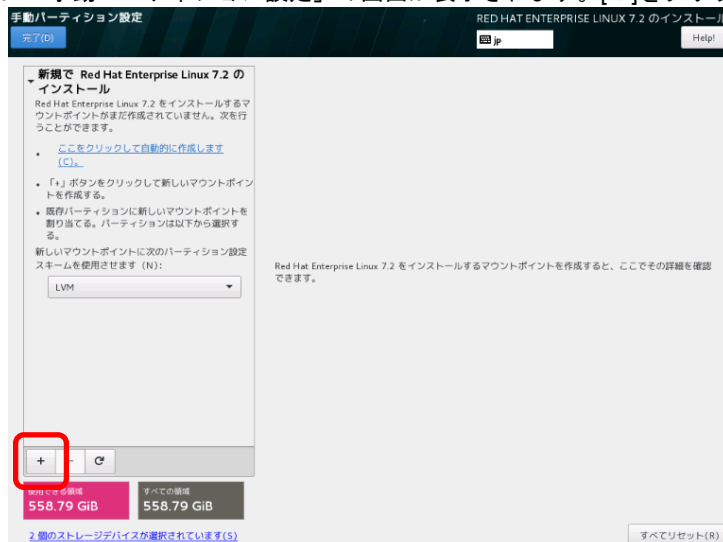 手動パーティション設定
RED HAT ENTERPRISE LINUX 7.2 のインストール
完了(D)
jp
Help!
新規で Red Hat Enterprise Linux 7.2 の
インストール
Red Hat Enterprise Linux 7.2 をインストールするマ
ウントポイントがまだ作成されていません。次を行
うことができます。
ここをクリックして自動的に作成します
(C)。
「+」ボタンをクリックして新しいマウントポイン
トを作成する。
既存パーティションに新しいマウントポイントを
割り当てる。パーティションは以下から選択す
る。
新しいマウントポイントに次のパーティション設定
スキームを使用させます (N):
LVM
Red Hat Enterprise Linux 7.2 をインストールするマウントポイントを作成すると、ここでその詳細を確認
できます。
+ -
使用できる領域
558.79 GiB
すべての領域
558.79 GiB
2 個のストレージデバイスが選択されています(S)
すべてリセット(R)